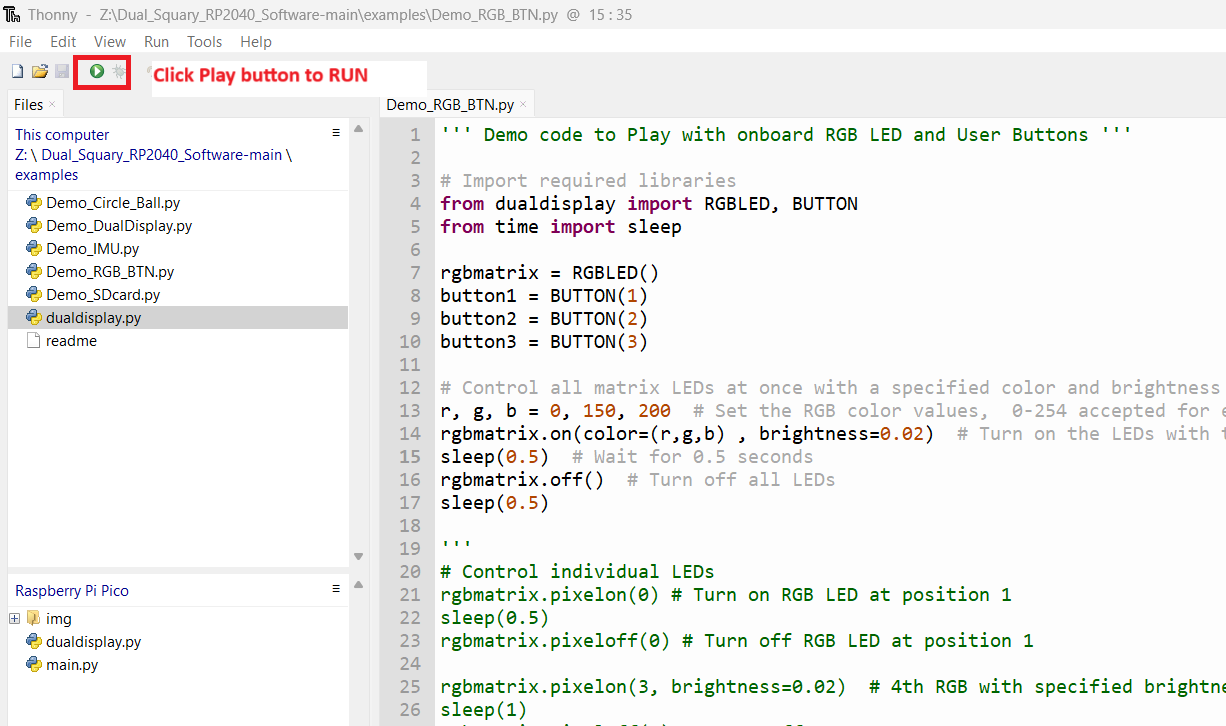 Thonny - Z:\Dual_Squary_RP2040_Software-main\examples\Demo_RGB_BTN.py @ 15 : 35
File Edit View Run Tools Help
Click Play button to RUN
Files ×
This computer
Z: \ Dual_Squary_RP2040_Software-main \
examples
Demo_Circle_Ball.py
Demo_DualDisplay.py
Demo_IMU.py
Demo_RGB_BTN.py
Demo_SDcard.py
dualdisplay.py
readme
Raspberry Pi Pico
img
dualdisplay.py
main.py
Demo_RGB_BTN.py ×
1 ''' Demo code to Play with onboard RGB LED and User Buttons '''
2
3 # Import required libraries
4 from dualdisplay import RGBLED, BUTTON
5 from time import sleep
6
7 rgbmatrix = RGBLED()
8 button1 = BUTTON(1)
9 button2 = BUTTON(2)
10 button3 = BUTTON(3)
11
12 # Control all matrix LEDs at once with a specified color and brightness
13 r, g, b = 0, 150, 200 # Set the RGB color values, 0-254 accepted for
14 rgbmatrix.on(color=(r,g,b) , brightness=0.02) # Turn on the LEDs with
15 sleep(0.5) # Wait for 0.5 seconds
16 rgbmatrix.off() # Turn off all LEDs
17 sleep(0.5)
18
19 '''
20 # Control individual LEDs
21 rgbmatrix.pixelon(0) # Turn on RGB LED at position 1
22 sleep(0.5)
23 rgbmatrix.pixeloff(0) # Turn off RGB LED at position 1
24
25 rgbmatrix.pixelon(3, brightness=0.02) # 4th RGB with specified brightne
26 sleep(1)